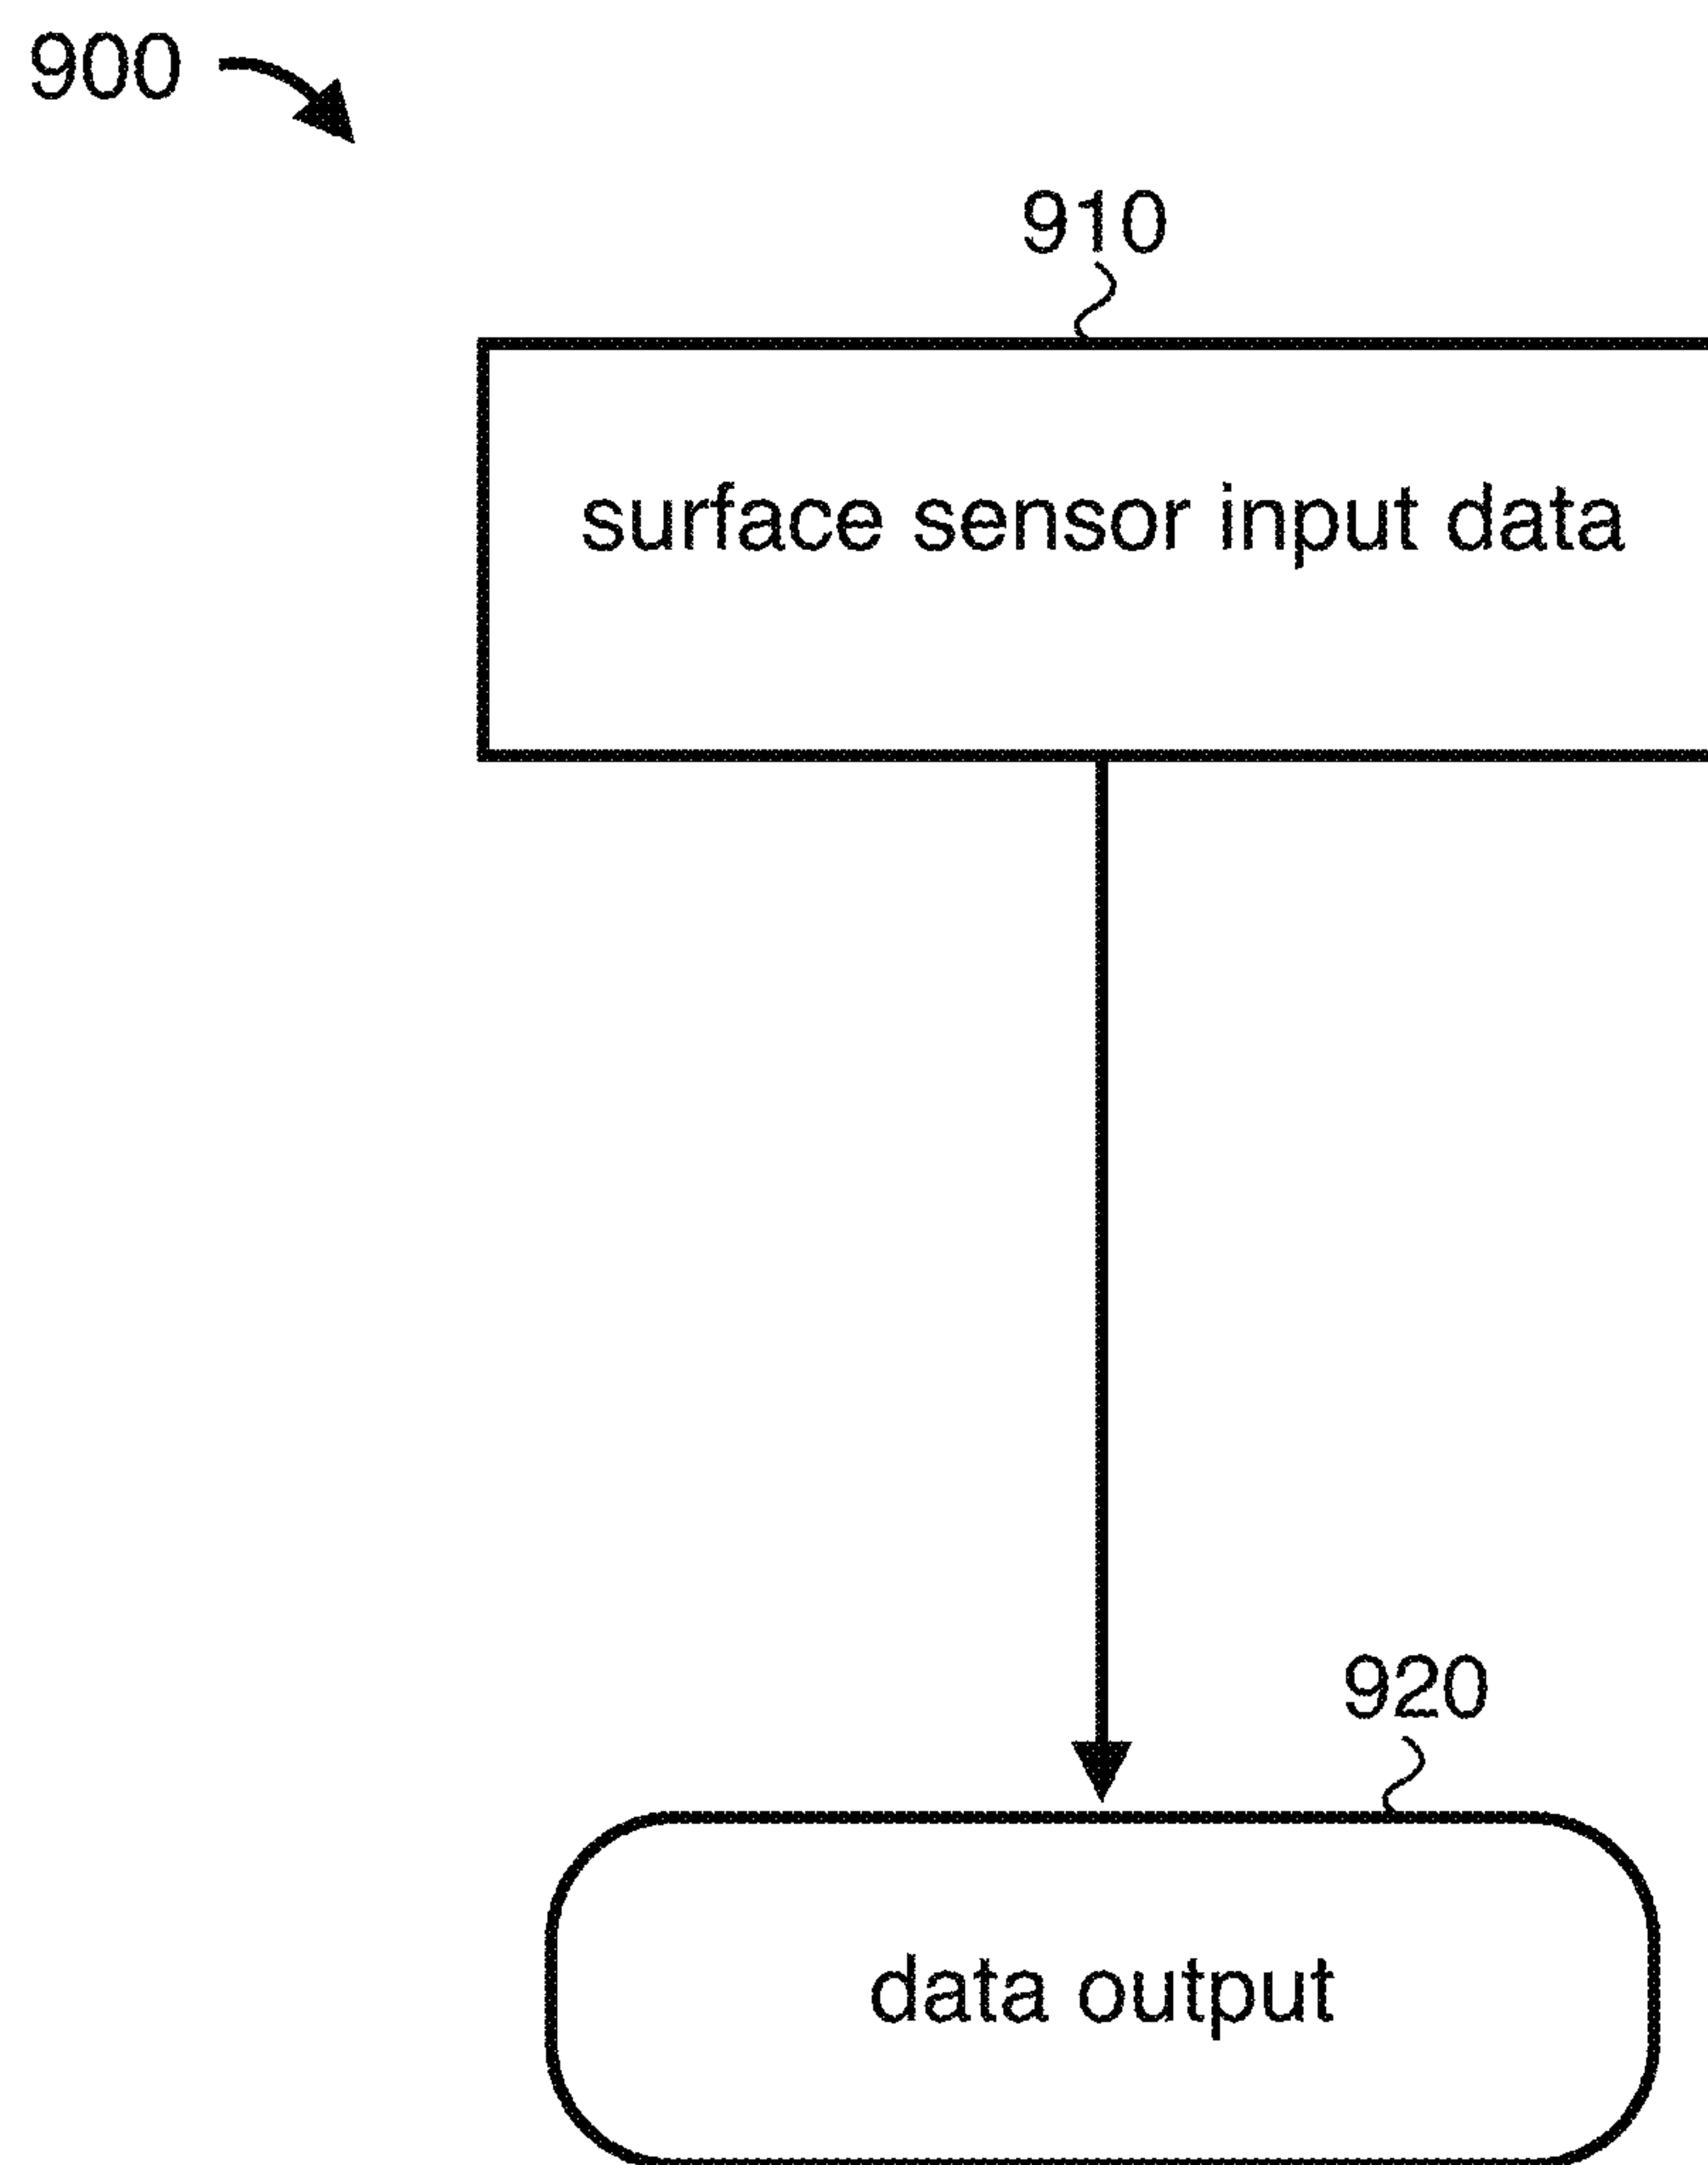 900
910
surface sensor input data
920
data output